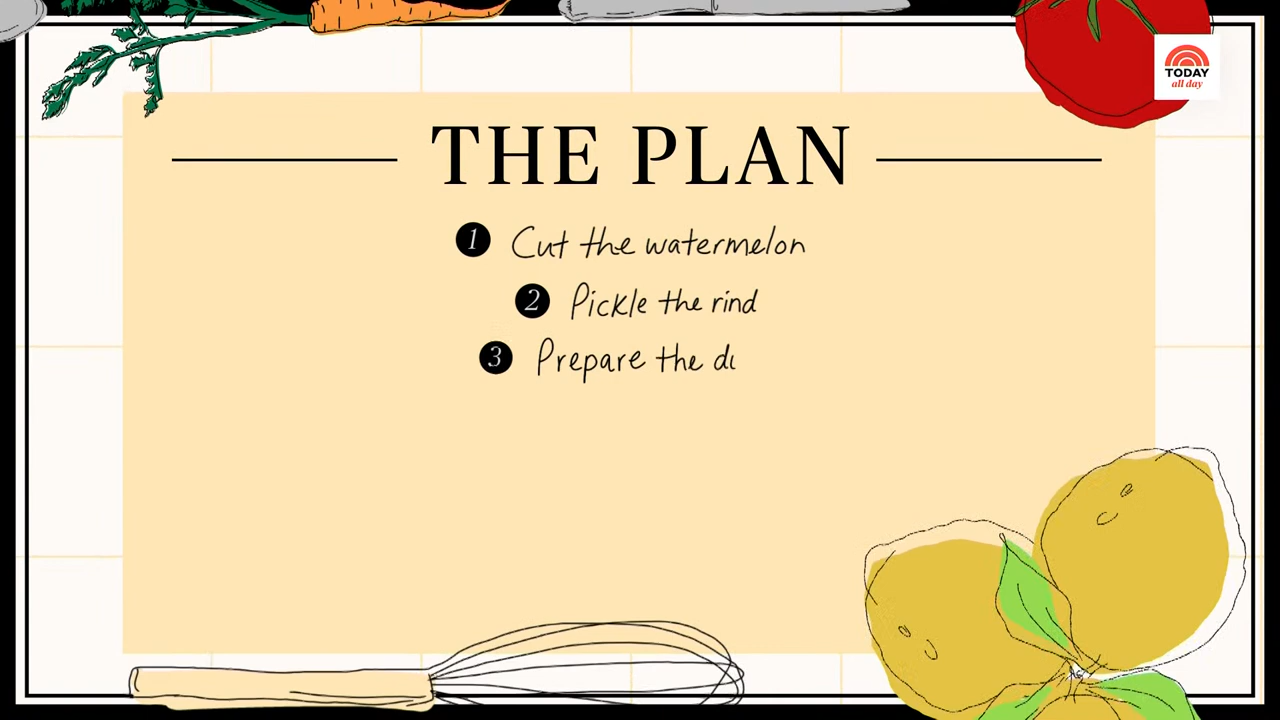 TODAY
all day
THE PLAN
1 Cut the watermelon
2 Pickle the rind
3 Prepare the